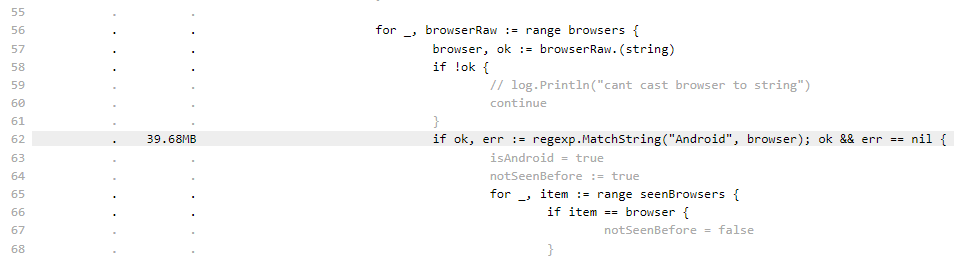 55 . .
56 . . for _, browserRaw := range browsers {
57 . . browser, ok := browserRaw.(string)
58 . . if !ok {
59 . . // log.Println("cant cast browser to string")
60 . . continue
61 . . }
62 . 39.68MB if ok, err := regexp.MatchString("Android", browser); ok && err == nil {
63 . . isAndroid = true
64 . . notSeenBefore := true
65 . . for _, item := range seenBrowsers {
66 . . if item == browser {
67 . . notSeenBefore = false
68 . . }